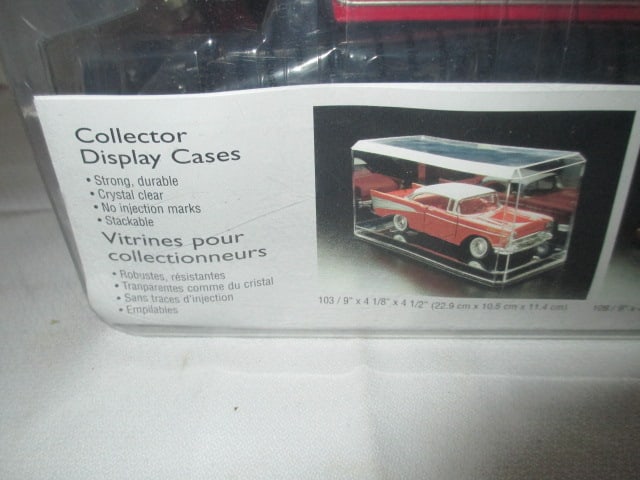 Collector
Display Cases
• Strong, durable
• Crystal clear
• No injection marks
• Stackable
Vitrines pour
collectionneurs
• Robustes, résistantes
• Tranparentes comme du cristal
• Sans traces d'injection
• Empilables
103 / 9" x 4 1/8" x 4 1/2" (22.9 cm x 10.5 cm x 11.4 cm)